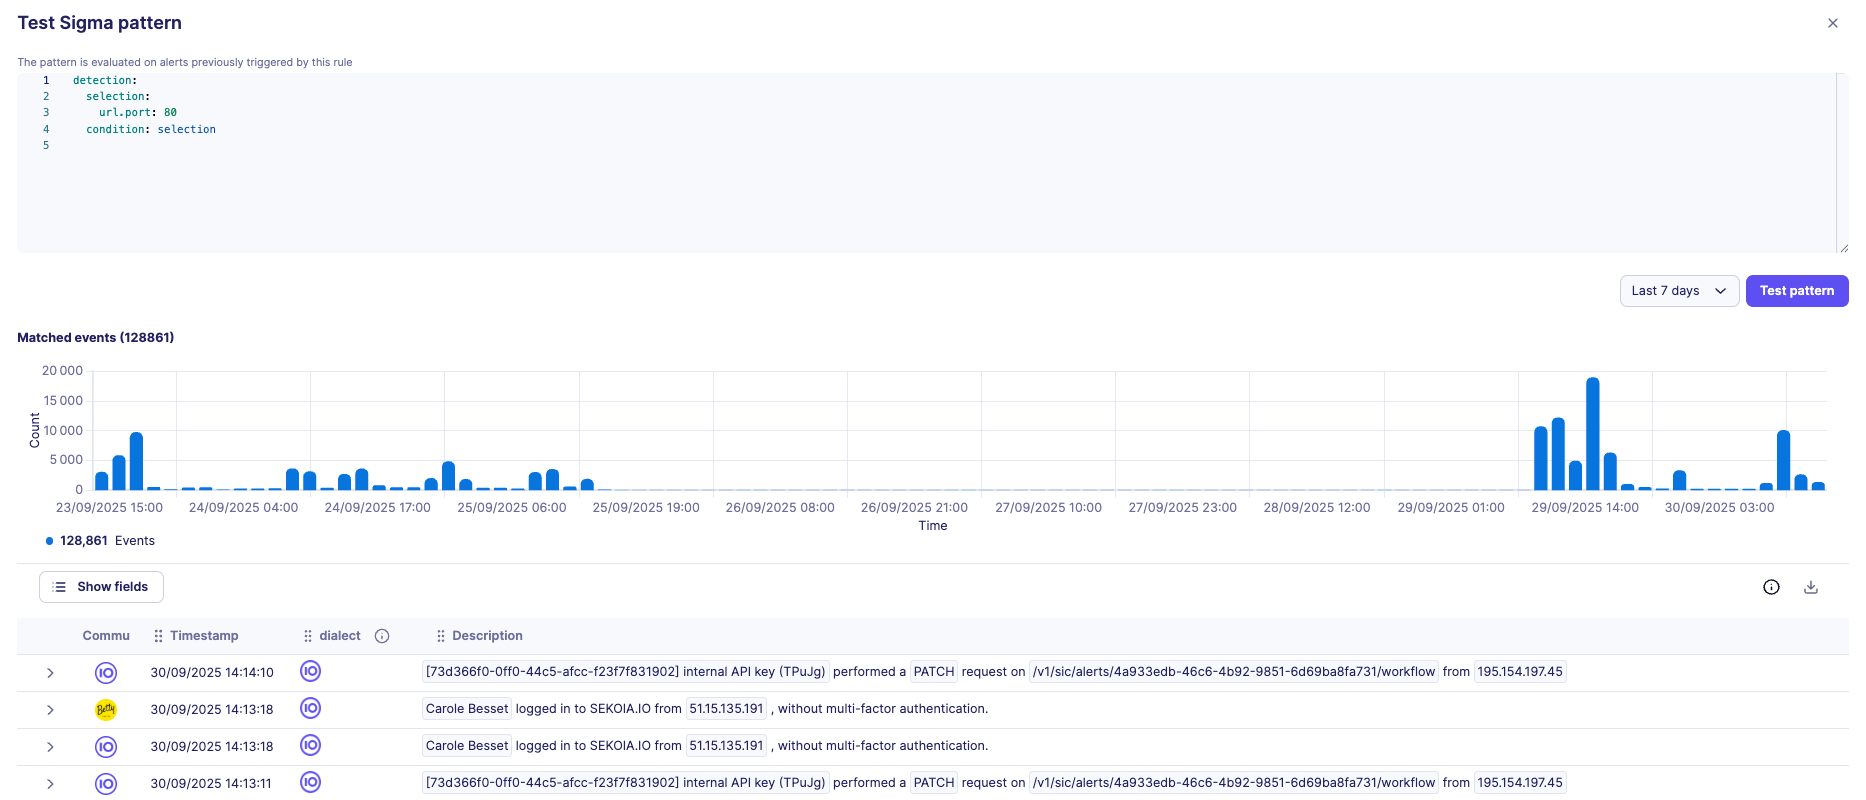 Test Sigma pattern
The pattern is evaluated on alerts previously triggered by this rule
1 detection:
2 selection:
3 url.port: 80
4 condition: selection
5
Last 7 days
Test pattern
Matched events (128861)
20 000
15 000
10 000
5 000
0
Count
23/09/2025 15:00 24/09/2025 04:00 24/09/2025 17:00 25/09/2025 06:00 25/09/2025 19:00 26/09/2025 08:00 26/09/2025 21:00 27/09/2025 10:00 27/09/2025 23:00 28/09/2025 12:00 29/09/2025 01:00 29/09/2025 14:00 30/09/2025 03:00
Time
128,861 Events
Show fields
Commu Timestamp dialect Description
IO 30/09/2025 14:14:10 IO [73d366f0-0ff0-44c5-afcc-f23f7f831902] internal API key (TPuJg) performed a PATCH request on /v1/sic/alerts/4a933edb-46c6-4b92-9851-6d69ba8fa731/workflow from 195.154.197.45
Betty 30/09/2025 14:13:18 IO Carole Besset logged in to SEKOIA.IO from 51.15.135.191 , without multi-factor authentication.
IO 30/09/2025 14:13:18 IO Carole Besset logged in to SEKOIA.IO from 51.15.135.191 , without multi-factor authentication.
IO 30/09/2025 14:13:11 IO [73d366f0-0ff0-44c5-afcc-f23f7f831902] internal API key (TPuJg) performed a PATCH request on /v1/sic/alerts/4a933edb-46c6-4b92-9851-6d69ba8fa731/workflow from 195.154.197.45